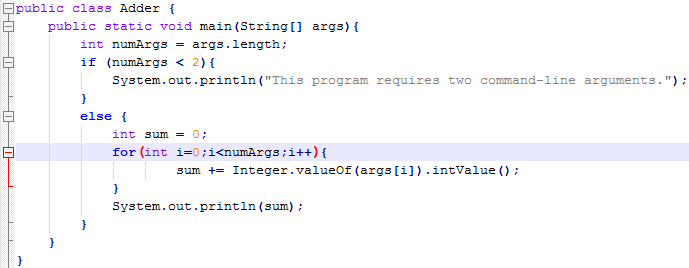 public class Adder {
    public static void main(String[] args){
        int numArgs = args.length;
        if (numArgs < 2){
            System.out.println("This program requires two command-line arguments.");
        }
        else {
            int sum = 0;
            for(int i=0;i<numArgs;i++){
                    sum += Integer.valueOf(args[i]).intValue();
            }
            System.out.println(sum);
        }
    }
}